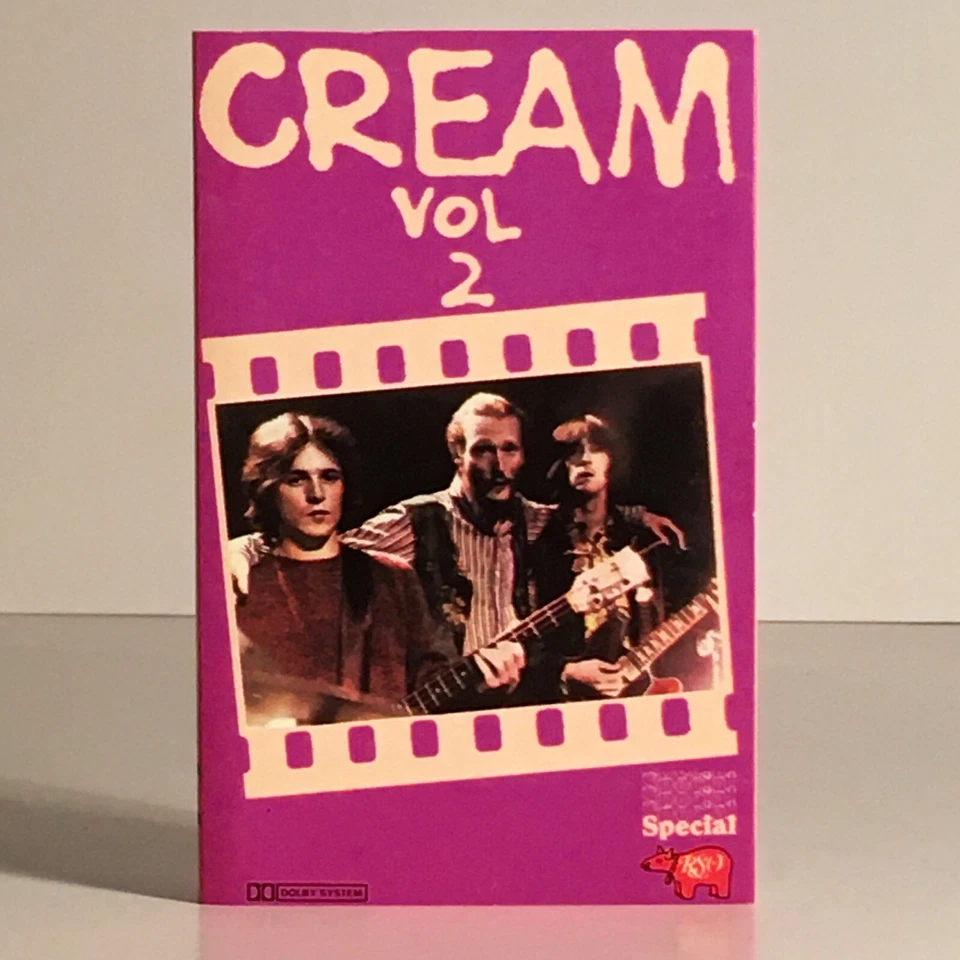 CREAM
VOL
2
Special
RSO
DOLBY SYSTEM